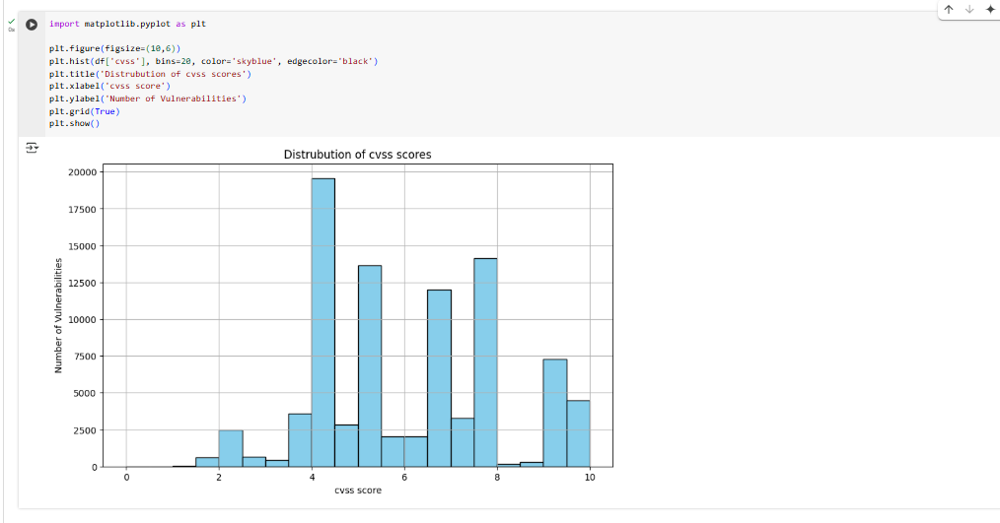 import matplotlib.pyplot as plt
plt.figure(figsize=(10,6))
plt.hist(df['cvss'], bins=20, color='skyblue', edgecolor='black')
plt.title('Distrubution of cvss scores')
plt.xlabel('cvss score')
plt.ylabel('Number of Vulnerabilities')
plt.grid(True)
plt.show()
0s
Distrubution of cvss scores
20000
17500
15000
12500
10000
7500
5000
2500
0
Number of Vulnerabilities
0 2 4 6 8 10
cvss score